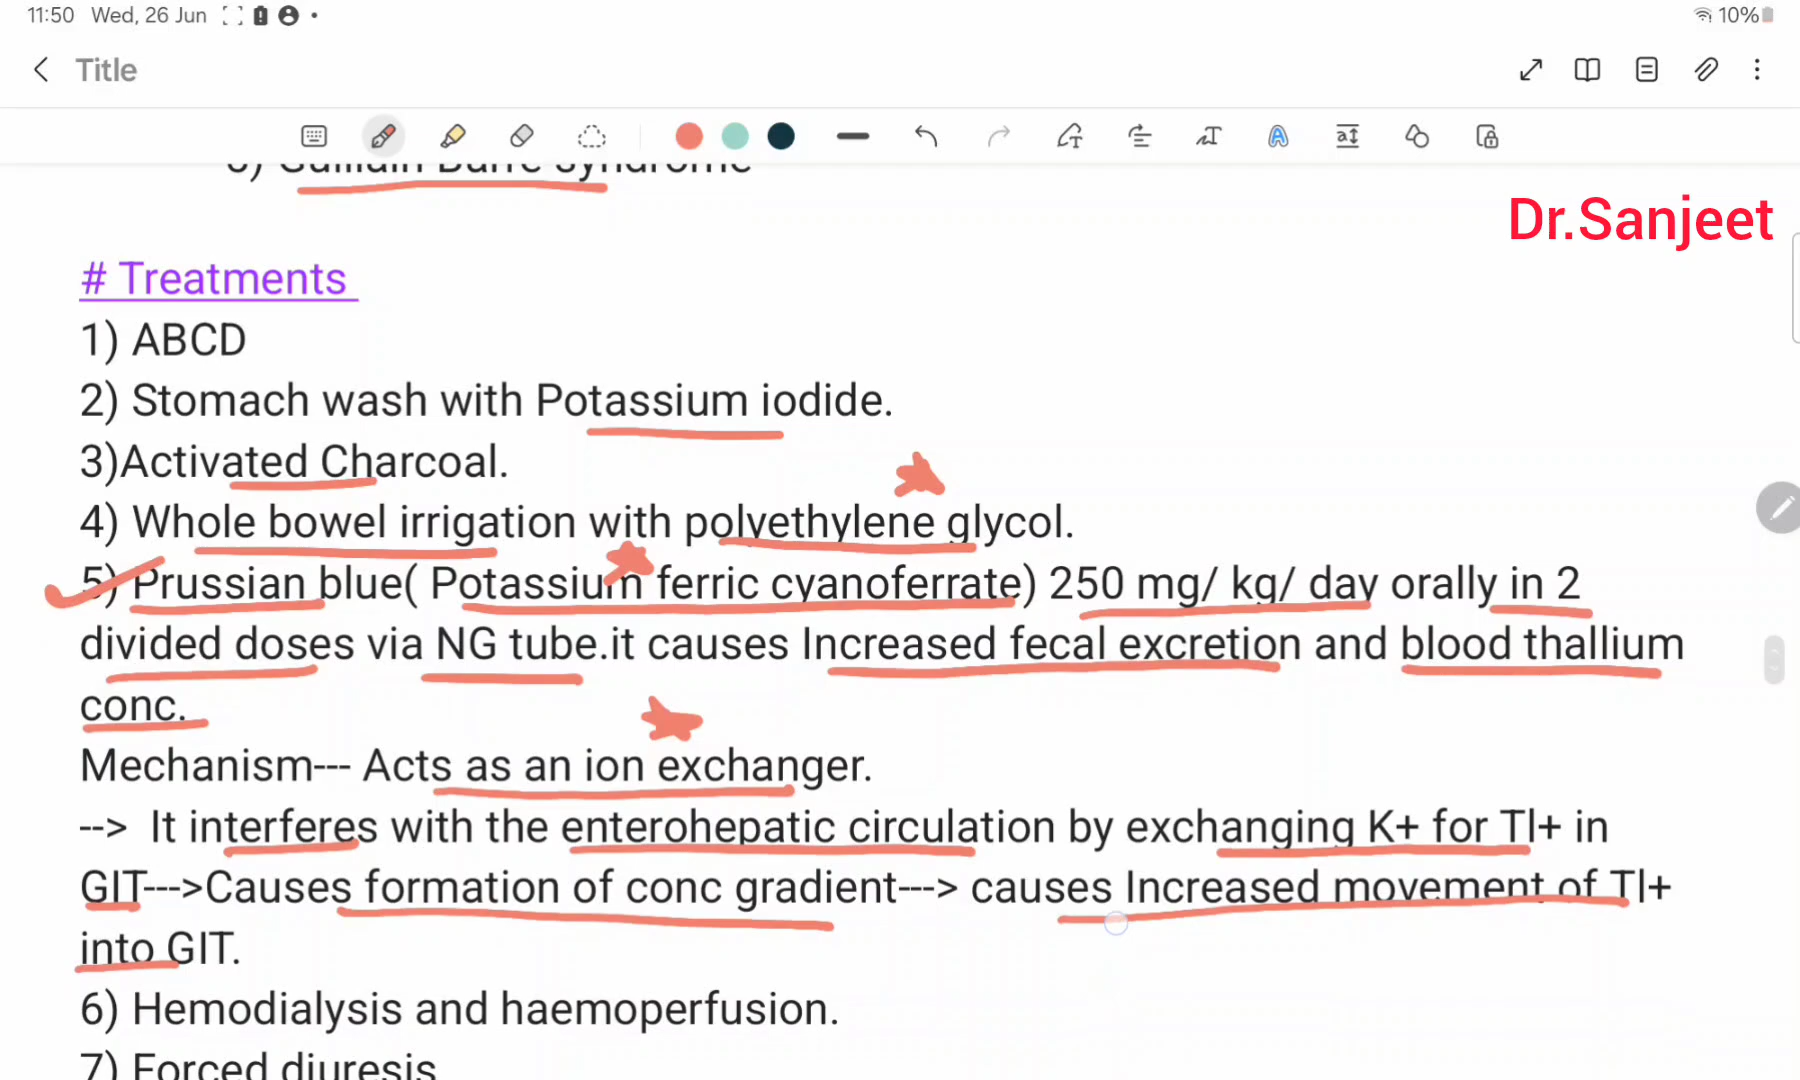 11:50 Wed, 26 Jun
10%
Title
Dr.Sanjeet
# Treatments
1) ABCD
2) Stomach wash with Potassium iodide.
3)Activated Charcoal.
4) Whole bowel irrigation with polyethylene glycol.
5) Prussian blue( Potassium ferric cyanoferrate) 250 mg/ kg/ day orally in 2
divided doses via NG tube.it causes Increased fecal excretion and blood thallium
conc.
Mechanism--- Acts as an ion exchanger.
--> It interferes with the enterohepatic circulation by exchanging K+ for Tl+ in
GIT--->Causes formation of conc gradient---> causes Increased movement of Tl+
into GIT.
6) Hemodialysis and haemoperfusion.
7) Forced diuresis